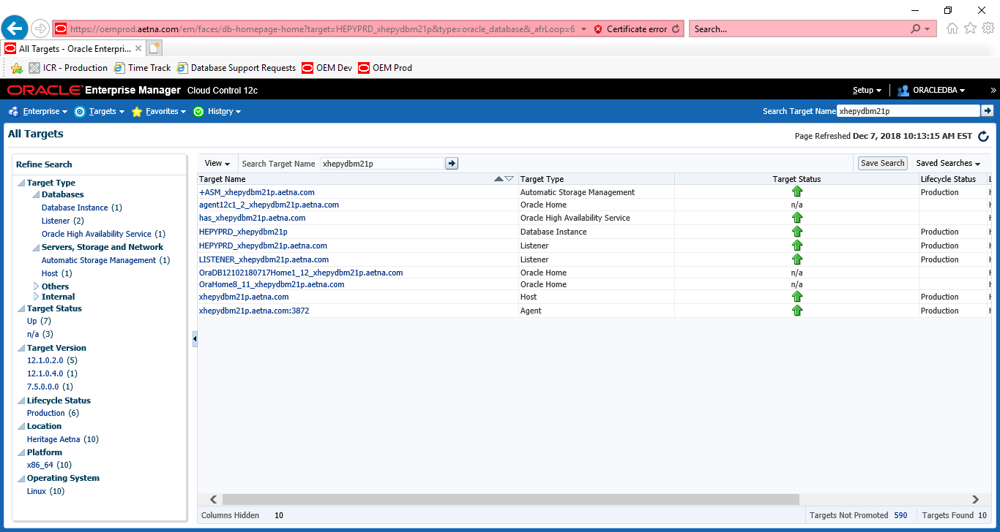 https://oemprod.aetna.com/em/faces/db-homepage-home?target=HEPYPRD_xhepydbm21p&type=oracle_database&_afrLoop=6 Certificate error Search...
All Targets - Oracle Enterpri...
ICR - Production Time Track Database Support Requests OEM Dev OEM Prod
ORACLE Enterprise Manager Cloud Control 12c Setup ORACLEDBA »
Enterprise Targets Favorites History Search Target Name xhepydbm21p
All Targets
Page Refreshed Dec 7, 2018 10:13:15 AM EST
Refine Search
Target Type
Databases
Database Instance (1)
Listener (2)
Oracle High Availability Service (1)
Servers, Storage and Network
Automatic Storage Management (1)
Host (1)
Others
Internal
Target Status
Up (7)
n/a (3)
Target Version
12.1.0.2.0 (5)
12.1.0.4.0 (1)
7.5.0.0.0 (1)
Lifecycle Status
Production (6)
Location
Heritage Aetna (10)
Platform
x86_64 (10)
Operating System
Linux (10)
View Search Target Name xhepydbm21p Save Search Saved Searches
Target Name Target Type Target Status Lifecycle Status
+ASM_xhepydbm21p.aetna.com Automatic Storage Management Production
agent12c1_2_xhepydbm21p.aetna.com Oracle Home n/a
has_xhepydbm21p.aetna.com Oracle High Availability Service
HEPYPRD_xhepydbm21p Database Instance Production
HEPYPRD_xhepydbm21p.aetna.com Listener Production
LISTENER_xhepydbm21p.aetna.com Listener Production
OraDB12102180717Home1_12_xhepydbm21p.aetna.com Oracle Home n/a
OraHome8_11_xhepydbm21p.aetna.com Oracle Home n/a
xhepydbm21p.aetna.com Host Production
xhepydbm21p.aetna.com:3872 Agent Production
Columns Hidden 10 Targets Not Promoted 590 Targets Found 10